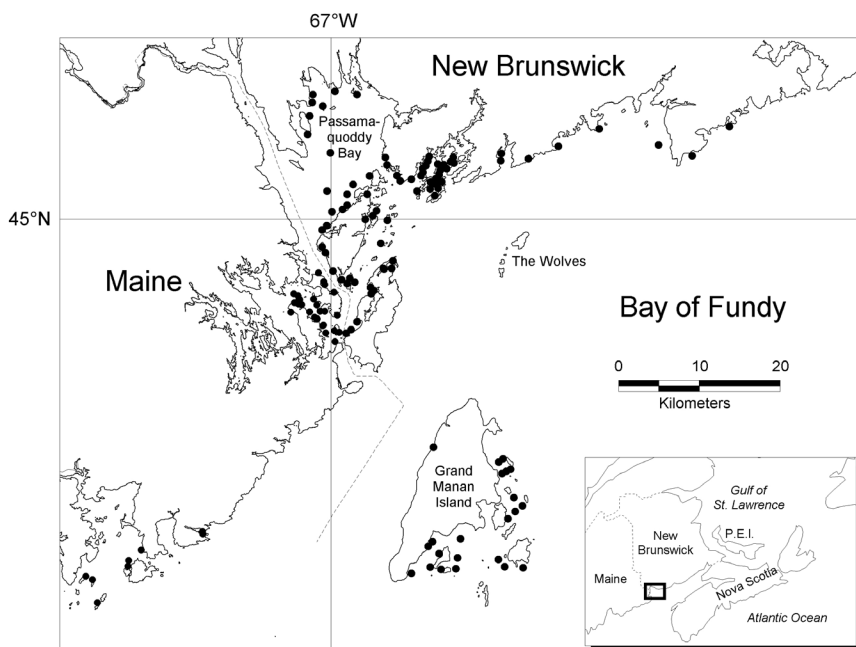 67°W
New Brunswick
Passama-
quoddy
Bay
45°N
The Wolves
Maine
Bay of Fundy
0 10 20
Kilometers
Grand
Manan
Island
Gulf of
St. Lawrence
P.E.I.
New
Brunswick
Maine
Nova Scotia
Atlantic Ocean